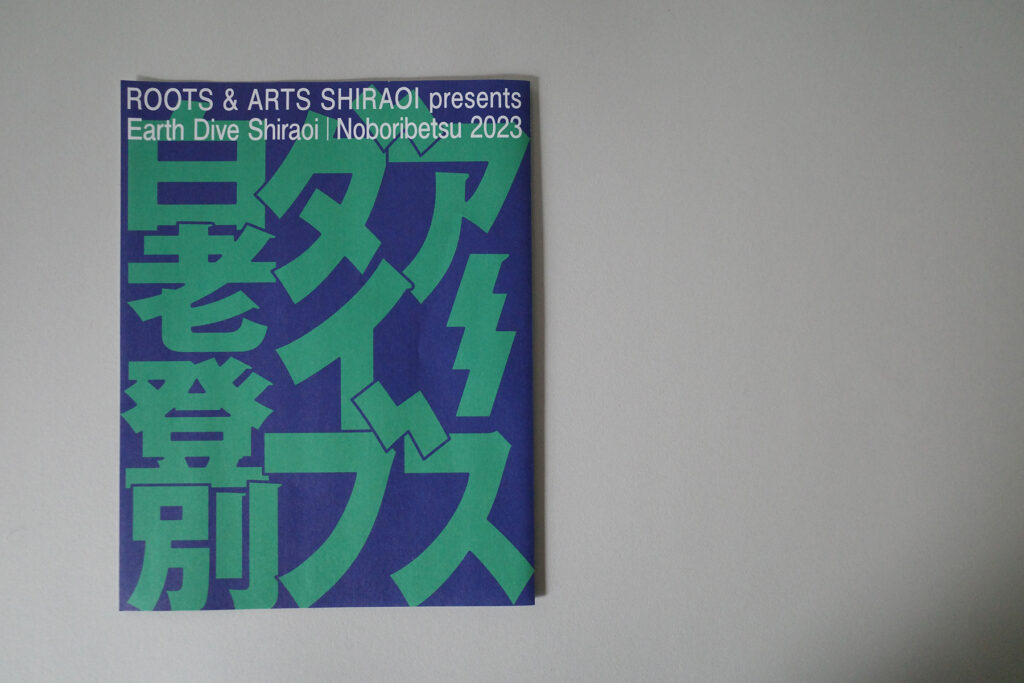 ROOTS & ARTS SHIRAOI presents
Earth Dive Shiraoi | Noboribetsu 2023
アース
ダイブ
白老登別